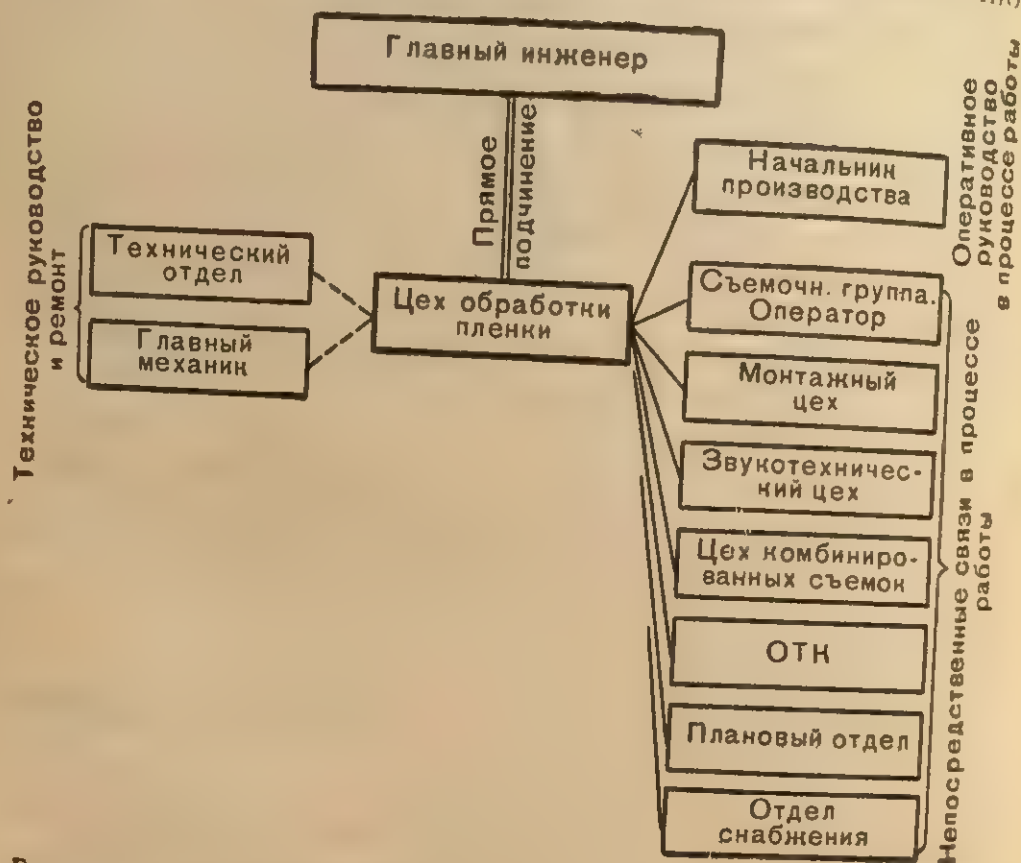 Главный инженер
Прямое
подчинение
Техническое руководство
и ремонт
Технический
отдел
Главный
механик
Цех обработки
пленки
Начальник
производства
Оперативное
руководство
в процессе работы
Съемочн. группа.
Оператор
Монтажный
цех
Звукотехничес-
кий цех
Цех комбиниро-
ванных съемок
ОТК
Плановый отдел
Отдел
снабжения
Непосредственные связи в процессе
работы